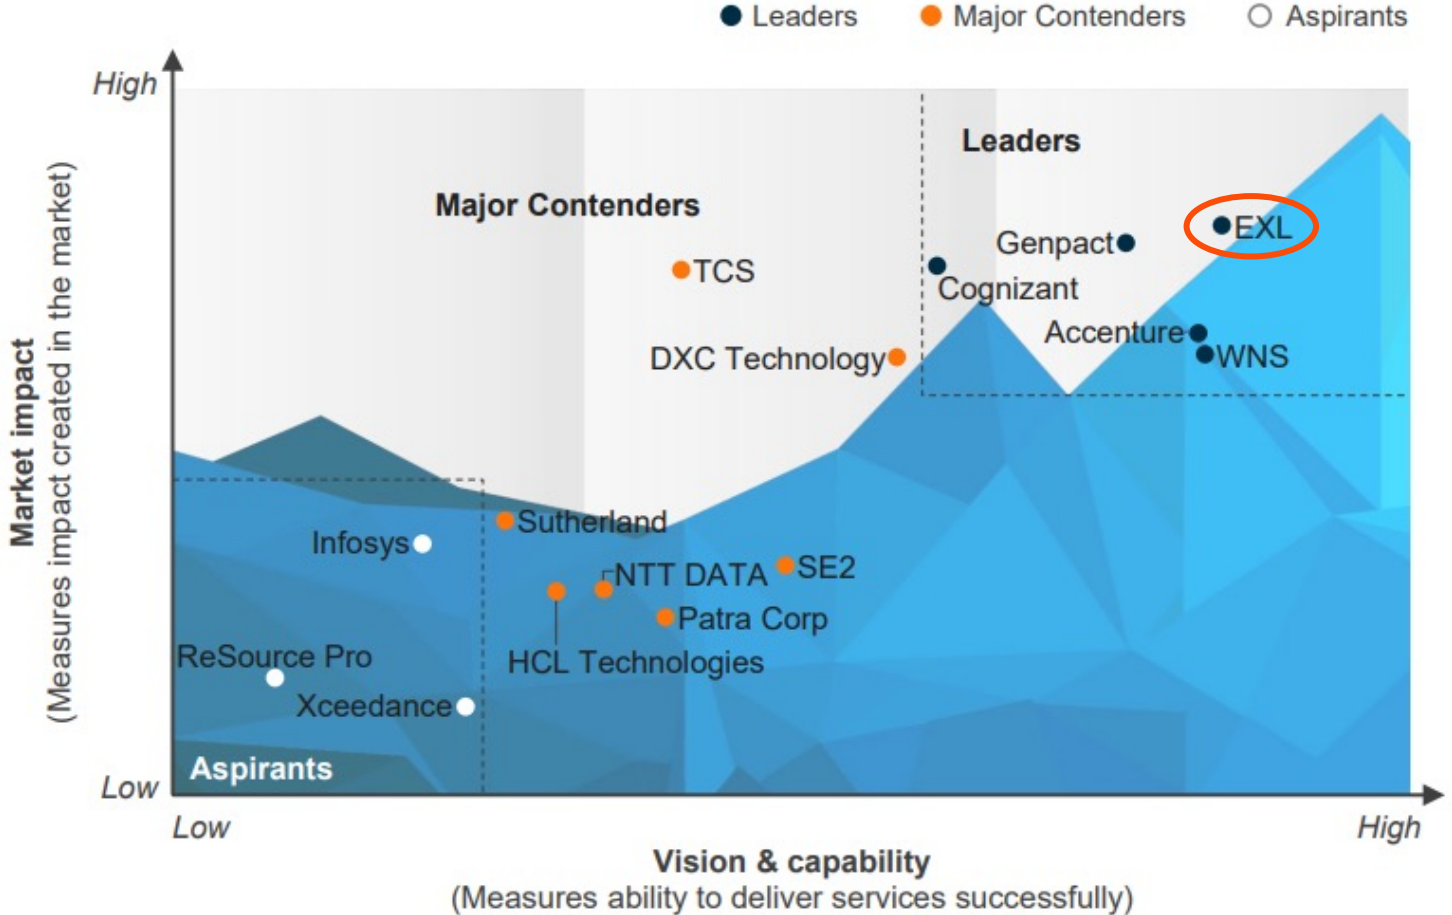 Leaders
Major Contenders
Aspirants
High
Leaders
Major Contenders
EXL
Genpact
TCS
Cognizant
Accenture
DXC Technology
WNS
Market impact
(Measures impact created in the market)
Sutherland
Infosys
NTT DATA
SE2
Patra Corp
ReSource Pro
HCL Technologies
Xceedance
Aspirants
Low
Low
High
Vision & capability
(Measures ability to deliver services successfully)